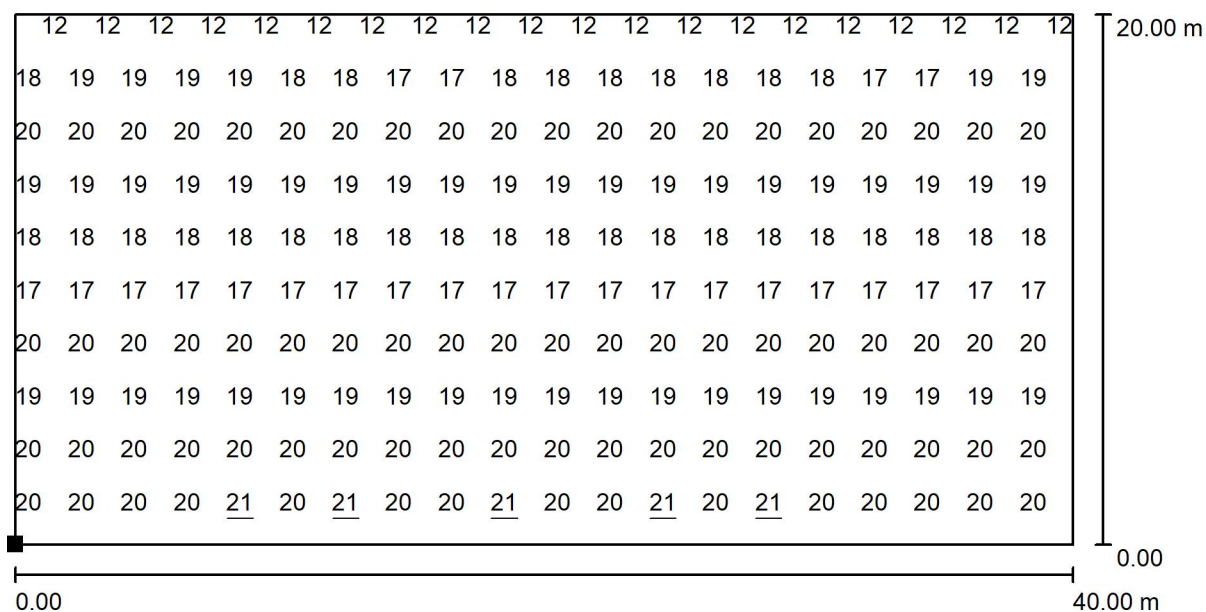 12 12 12 12 12 12 12 12 12 12 12 12 12 12 12 12 12 12 12 12
20.00 m
18 19 19 19 19 18 18 17 17 18 18 18 18 18 18 18 17 17 19 19
20 20 20 20 20 20 20 20 20 20 20 20 20 20 20 20 20 20 20 20
19 19 19 19 19 19 19 19 19 19 19 19 19 19 19 19 19 19 19 19
18 18 18 18 18 18 18 18 18 18 18 18 18 18 18 18 18 18 18 18
17 17 17 17 17 17 17 17 17 17 17 17 17 17 17 17 17 17 17 17
20 20 20 20 20 20 20 20 20 20 20 20 20 20 20 20 20 20 20 20
19 19 19 19 19 19 19 19 19 19 19 19 19 19 19 19 19 19 19 19
20 20 20 20 20 20 20 20 20 20 20 20 20 20 20 20 20 20 20 20
20 20 20 20 21 20 21 20 20 21 20 20 21 20 21 20 20 20 20 20
0.00
0.00 40.00 m